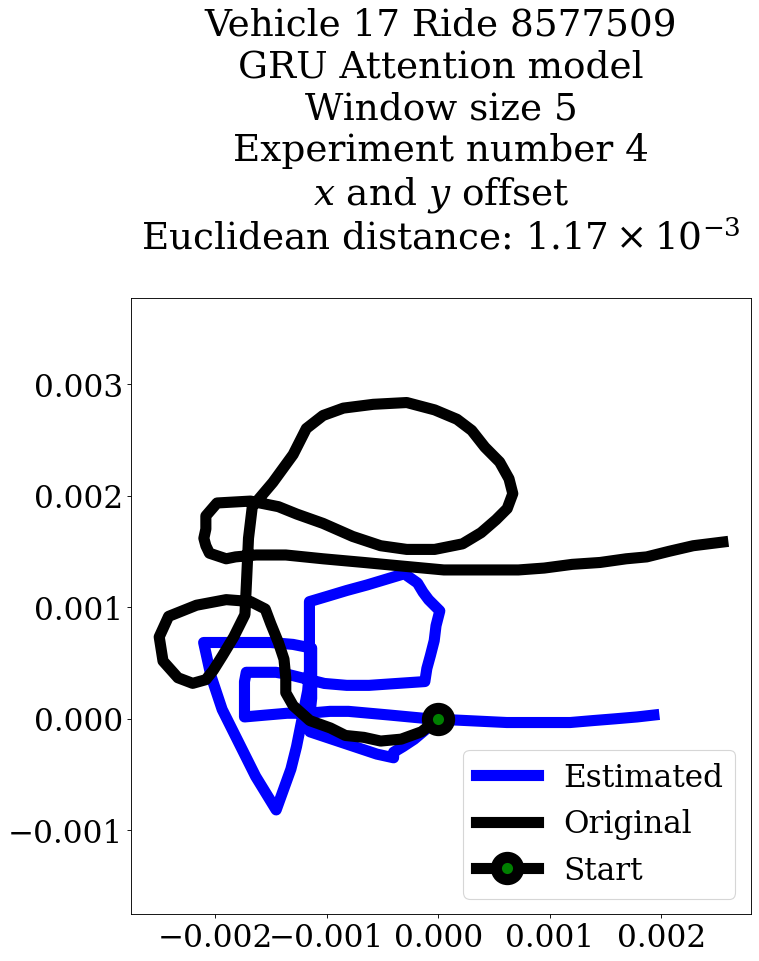 Vehicle 17 Ride 8577509
GRU Attention model
Window size 5
Experiment number 4
x and y offset
Euclidean distance: 1.17 × 10⁻³
0.003
0.002
0.001
0.000
−0.001
Estimated
Original
Start
−0.002 −0.001 0.000 0.001 0.002